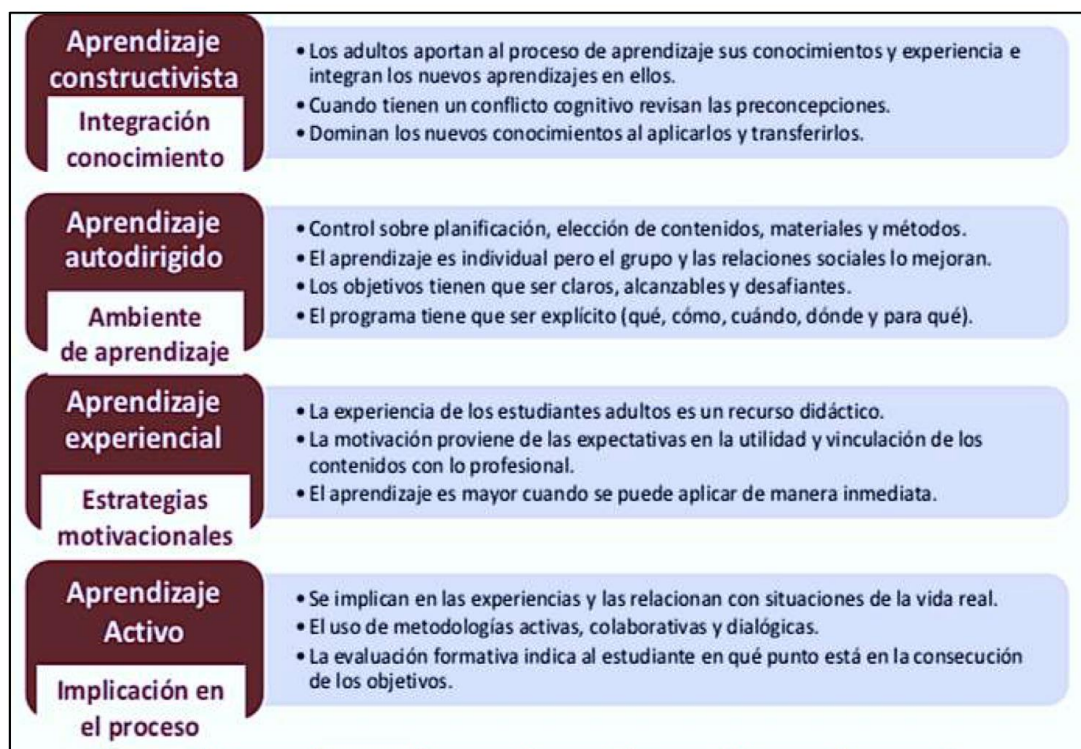 Aprendizaje
constructivista
Integración
conocimiento
• Los adultos aportan al proceso de aprendizaje sus conocimientos y experiencia e
integran los nuevos aprendizajes en ellos.
• Cuando tienen un conflicto cognitivo revisan las preconcepciones.
• Dominan los nuevos conocimientos al aplicarlos y transferirlos.
Aprendizaje
autodirigido
Ambiente
de aprendizaje
• Control sobre planificación, elección de contenidos, materiales y métodos.
• El aprendizaje es individual pero el grupo y las relaciones sociales lo mejoran.
• Los objetivos tienen que ser claros, alcanzables y desafiantes.
• El programa tiene que ser explícito (qué, cómo, cuándo, dónde y para qué).
Aprendizaje
experiencial
Estrategias
motivacionales
• La experiencia de los estudiantes adultos es un recurso didáctico.
• La motivación proviene de las expectativas en la utilidad y vinculación de los
contenidos con lo profesional.
• El aprendizaje es mayor cuando se puede aplicar de manera inmediata.
Aprendizaje
Activo
Implicación en
el proceso
• Se implican en las experiencias y las relacionan con situaciones de la vida real.
• El uso de metodologías activas, colaborativas y dialógicas.
• La evaluación formativa indica al estudiante en qué punto está en la consecución
de los objetivos.